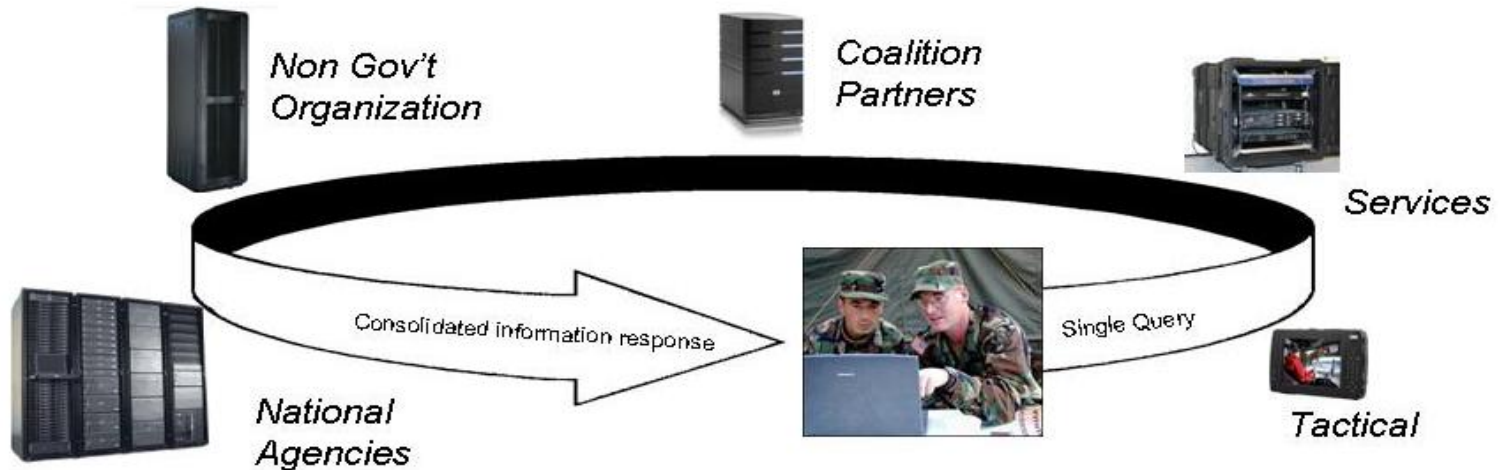 Non Gov't
Organization
Coalition
Partners
Services
Consolidated information response
Single Query
National
Agencies
Tactical